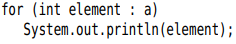 for (int element : a)
   System.out.println(element);